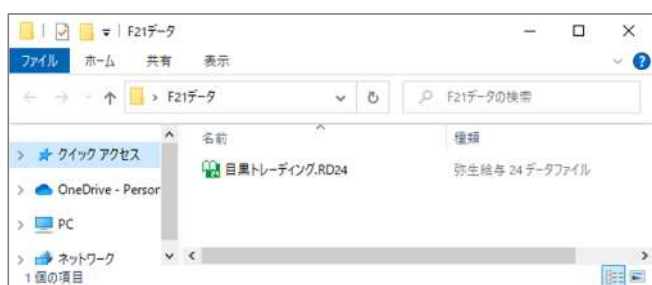 F21データ
ファイル ホーム 共有 表示
F21データ F21データの検索
名前 種類
クイック アクセス
目黒トレーディング.RD24 弥生給与 24 データファイル
OneDrive - Person
PC
ネットワーク
1 個の項目